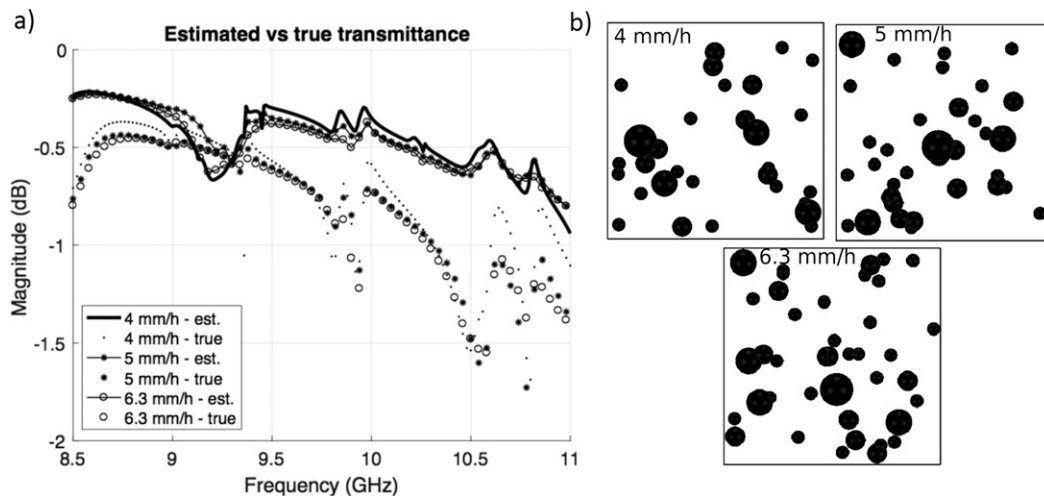 a)
Estimated vs true transmittance
Magnitude (dB)
0
-0.5
-1
-1.5
-2
4 mm/h - est.
4 mm/h - true
5 mm/h - est.
5 mm/h - true
6.3 mm/h - est.
6.3 mm/h - true
8.5 9 9.5 10 10.5 11
Frequency (GHz)
b)
4 mm/h
5 mm/h
6.3 mm/h